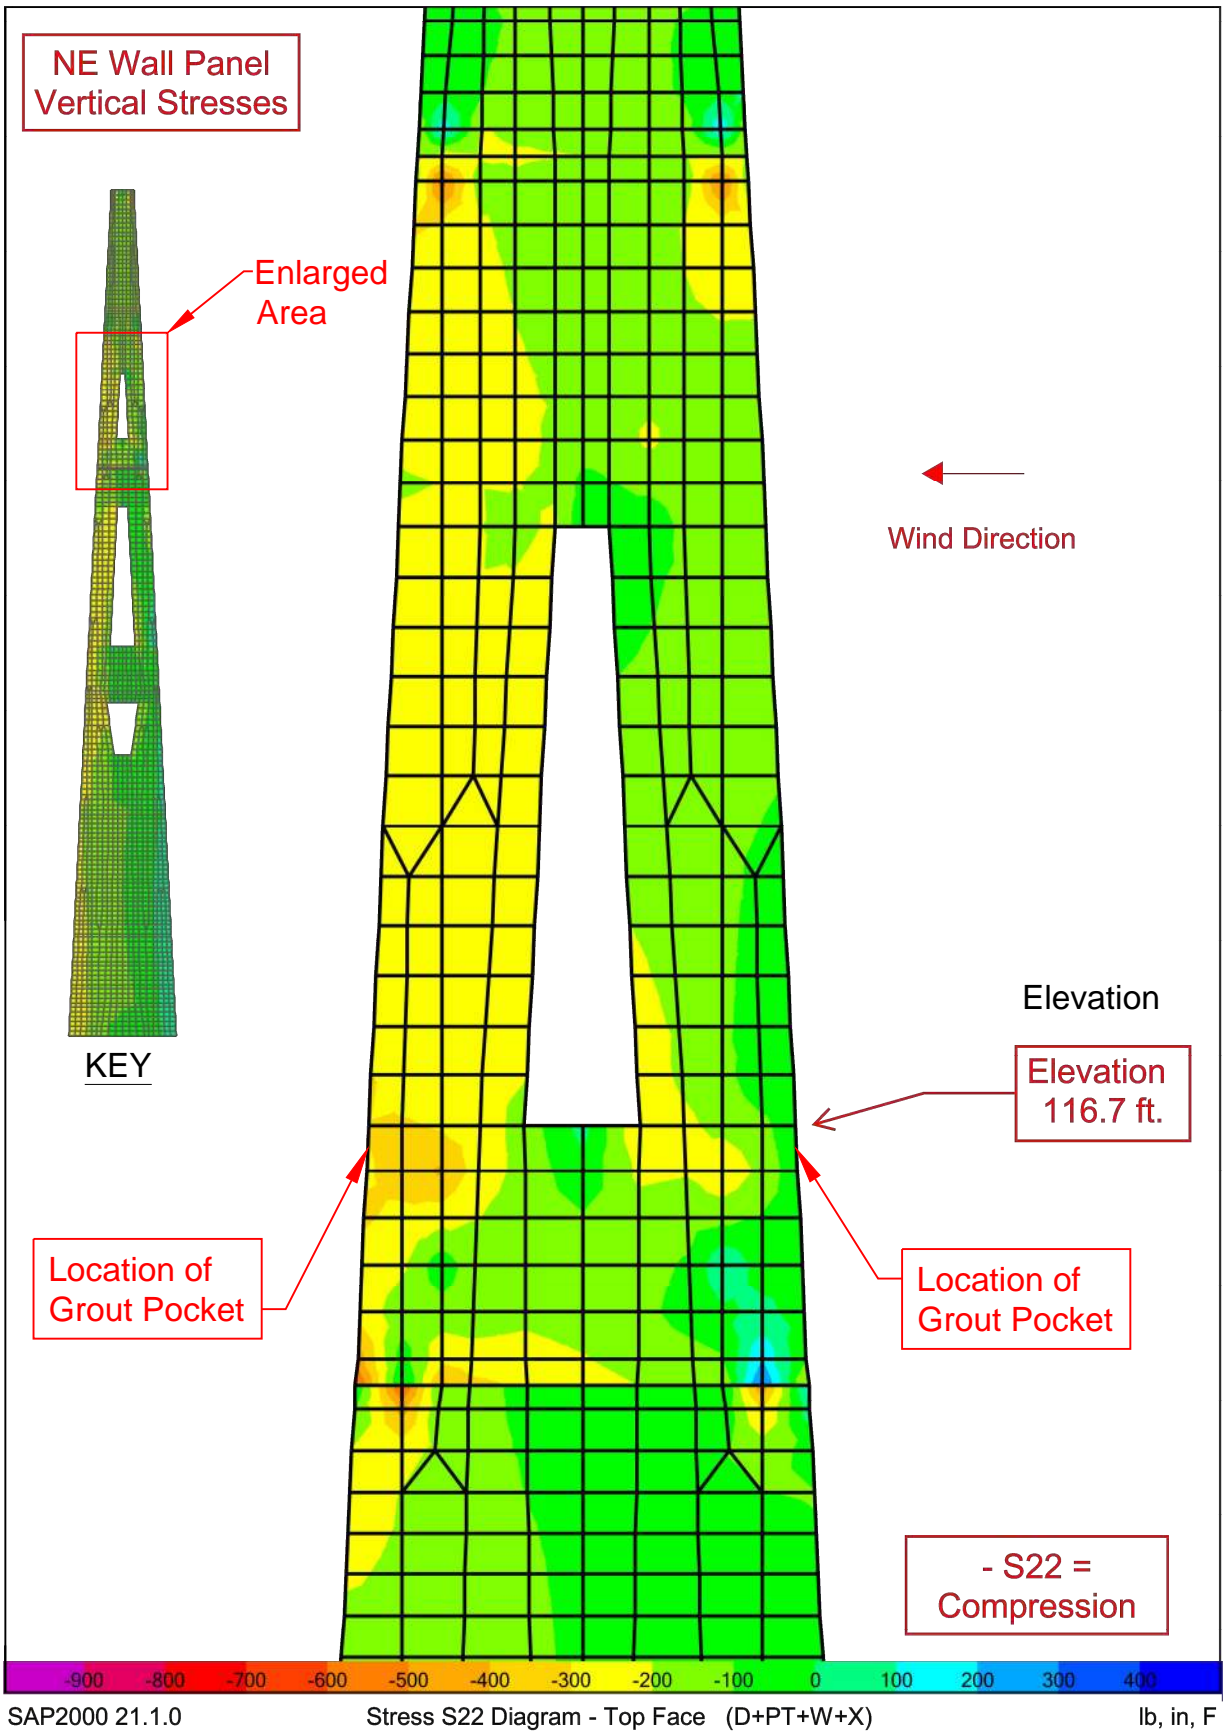 NE Wall Panel
Vertical Stresses
Enlarged
Area
Wind Direction
KEY
Elevation
Elevation
116.7 ft.
Location of
Grout Pocket
Location of
Grout Pocket
- S22 =
Compression
-900 -800 -700 -600 -500 -400 -300 -200 -100 0 100 200 300 400
SAP2000 21.1.0 Stress S22 Diagram - Top Face (D+PT+W+X) lb, in, F